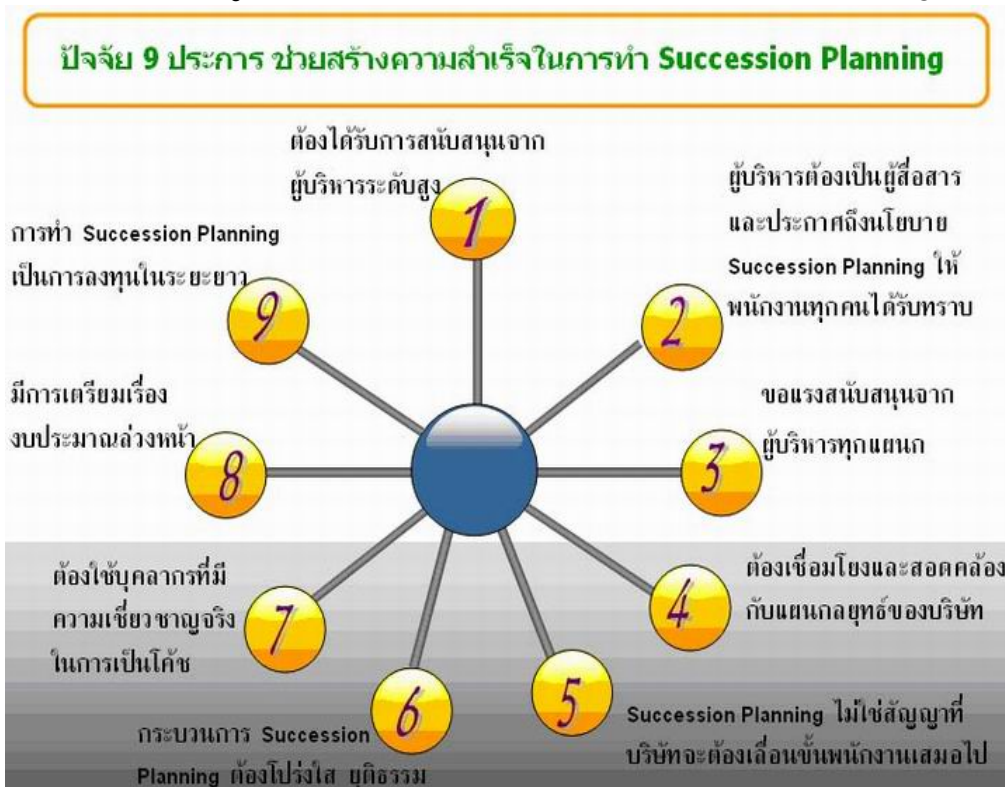 ปัจจัย 9 ประการ ช่วยสร้างความสำเร็จในการทำ Succession Planning
ต้องได้รับการสนับสนุนจาก
ผู้บริหารระดับสูง
1
ผู้บริหารต้องเป็นผู้สื่อสาร
และประกาศถึงนโยบาย
Succession Planning ให้
พนักงานทุกคนได้รับทราบ
2
ขอแรงสนับสนุนจาก
ผู้บริหารทุกแผนก
3
ต้องเชื่อมโยงและสอดคล้อง
กับแผนกลยุทธ์ของบริษัท
4
Succession Planning ไม่ใช่สัญญาที่
บริษัทจะต้องเลื่อนขั้นพนักงานเสมอไป
5
กระบวนการ Succession
Planning ต้องโปร่งใส ยุติธรรม
6
ต้องใช้บุคลากรที่มี
ความเชี่ยวชาญจริง
ในการเป็นโค้ช
7
มีการเตรียมเรื่อง
งบประมาณล่วงหน้า
8
การทำ Succession Planning
เป็นการลงทุนในระยะยาว
9